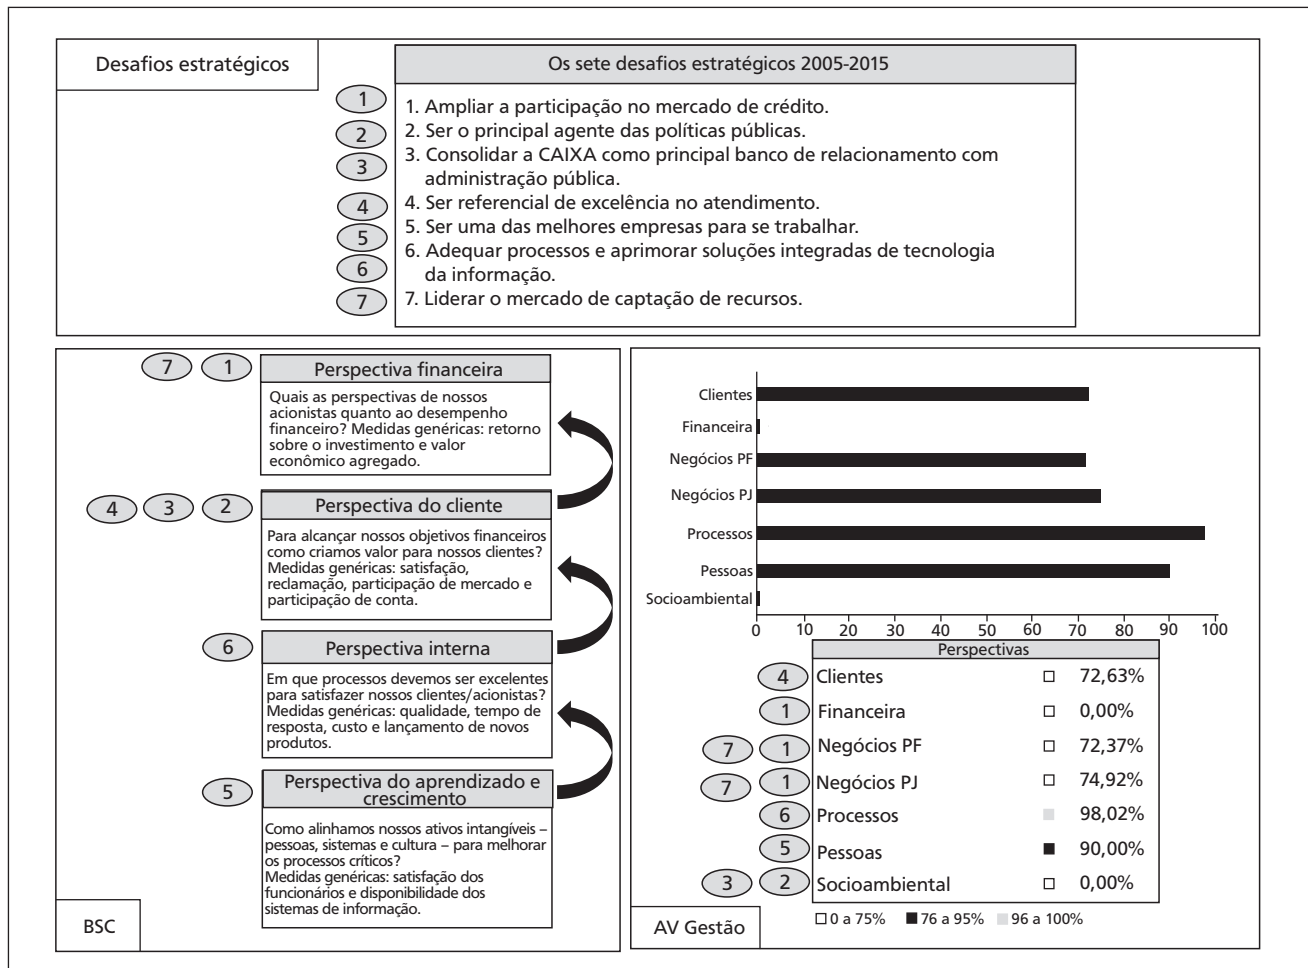 Desafios estratégicos
Os sete desafios estratégicos 2005-2015
1
2
3
4
5
6
7
1. Ampliar a participação no mercado de crédito.
2. Ser o principal agente das políticas públicas.
3. Consolidar a CAIXA como principal banco de relacionamento com
administração pública.
4. Ser referencial de excelência no atendimento.
5. Ser uma das melhores empresas para se trabalhar.
6. Adequar processos e aprimorar soluções integradas de tecnologia
da informação.
7. Liderar o mercado de captação de recursos.
7 1 Perspectiva financeira
Quais as perspectivas de nossos
acionistas quanto ao desempenho
financeiro? Medidas genéricas: retorno
sobre o investimento e valor
econômico agregado.
4 3 2 Perspectiva do cliente
Para alcançar nossos objetivos financeiros
como criamos valor para nossos clientes?
Medidas genéricas: satisfação,
reclamação, participação de mercado e
participação de conta.
6 Perspectiva interna
Em que processos devemos ser excelentes
para satisfazer nossos clientes/acionistas?
Medidas genéricas: qualidade, tempo de
resposta, custo e lançamento de novos
produtos.
5 Perspectiva do aprendizado e
crescimento
Como alinhamos nossos ativos intangíveis –
pessoas, sistemas e cultura – para melhorar
os processos críticos?
Medidas genéricas: satisfação dos
funcionários e disponibilidade dos
sistemas de informação.
BSC
Clientes
Financeira
Negócios PF
Negócios PJ
Processos
Pessoas
Socioambiental
0 10 20 30 40 50 60 70 80 90 100
Perspectivas
4 Clientes 72,63%
1 Financeira 0,00%
7 1 Negócios PF 72,37%
7 1 Negócios PJ 74,92%
6 Processos 98,02%
5 Pessoas 90,00%
3 2 Socioambiental 0,00%
0 a 75% 76 a 95% 96 a 100%
AV Gestão